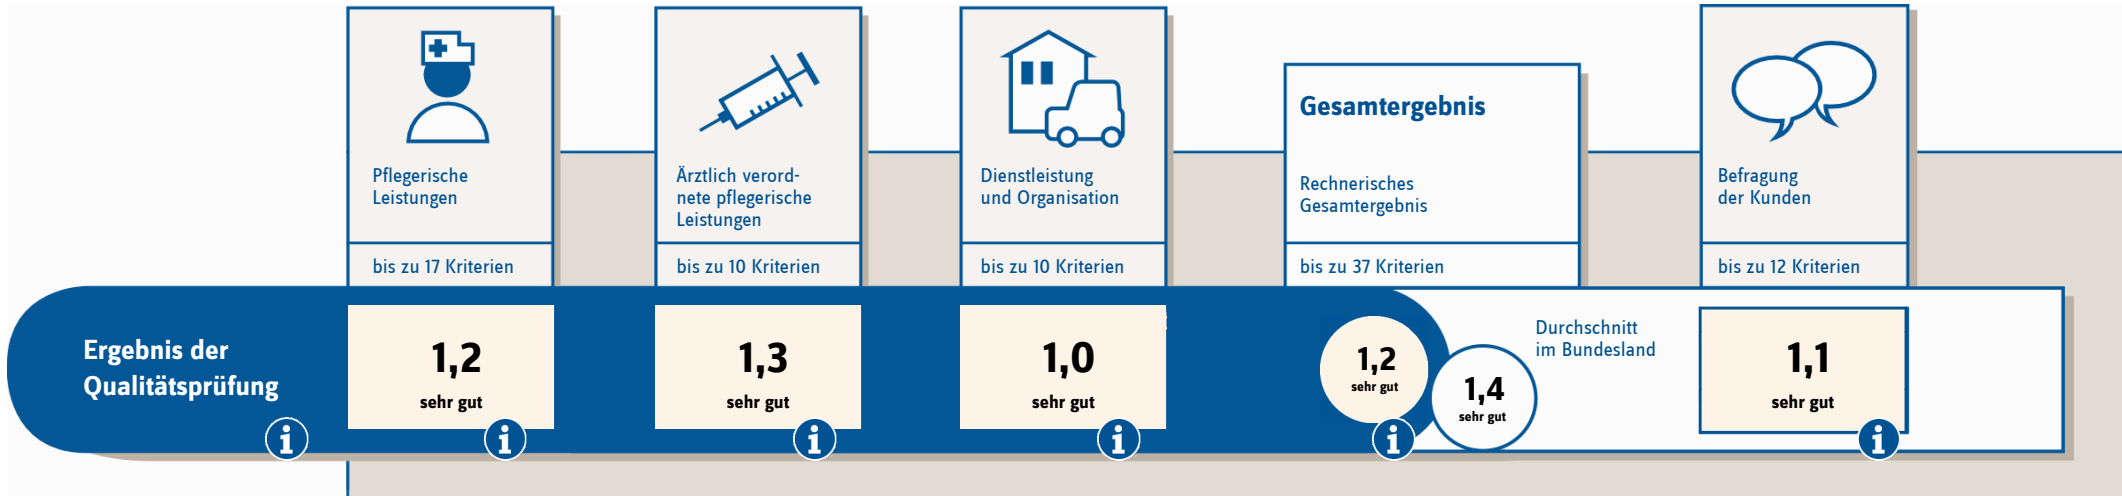 Pflegerische
Leistungen
bis zu 17 Kriterien
Ärztlich verord-
nete pflegerische
Leistungen
bis zu 10 Kriterien
Dienstleistung
und Organisation
bis zu 10 Kriterien
Gesamtergebnis
Rechnerisches
Gesamtergebnis
bis zu 37 Kriterien
Befragung
der Kunden
bis zu 12 Kriterien
Ergebnis der
Qualitätsprüfung
i
1,2
sehr gut
i
1,3
sehr gut
i
1,0
sehr gut
i
1,2
sehr gut
i
1,4
sehr gut
Durchschnitt
im Bundesland
1,1
sehr gut
i